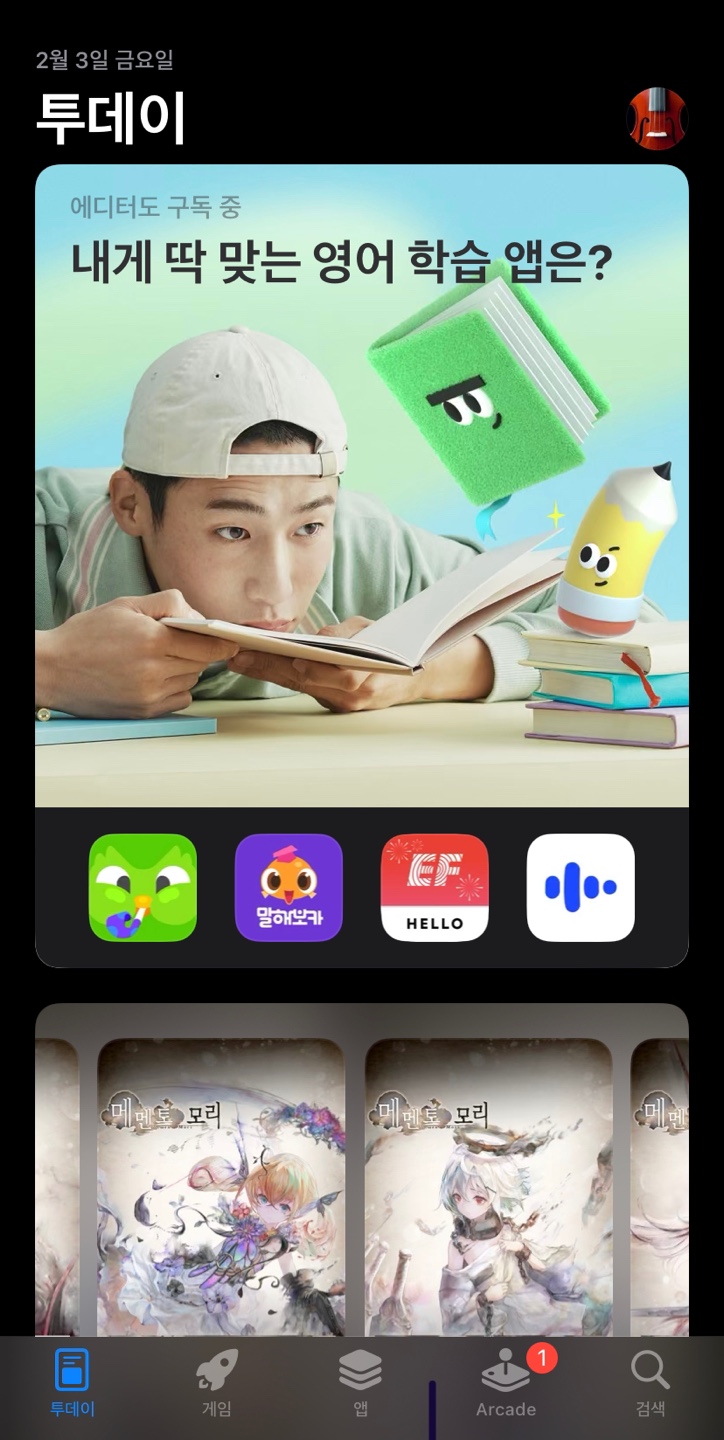 2월 3일 금요일
투데이
에디터도 구독 중
내게 딱 맞는 영어 학습 앱은?
말해보카
EF
HELLO
메멘토 모리
메멘토 모리
메멘
투데이
게임
앱
Arcade
1
검색